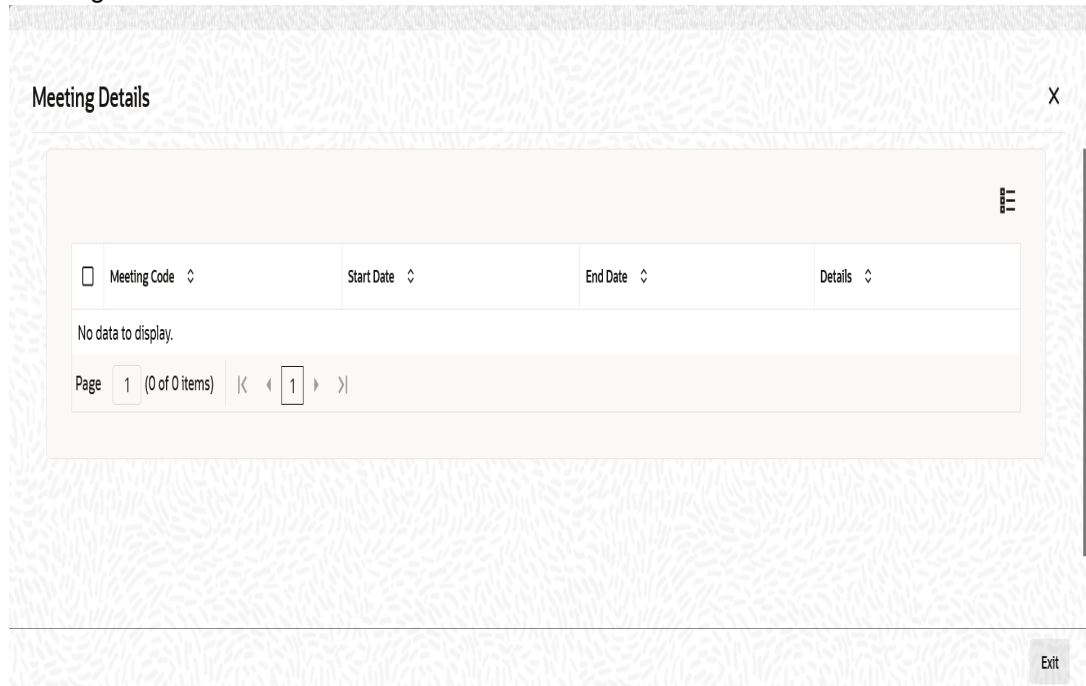 Meeting Details X
Meeting Code Start Date End Date Details
No data to display.
Page 1 (0 of 0 items) 1
Exit